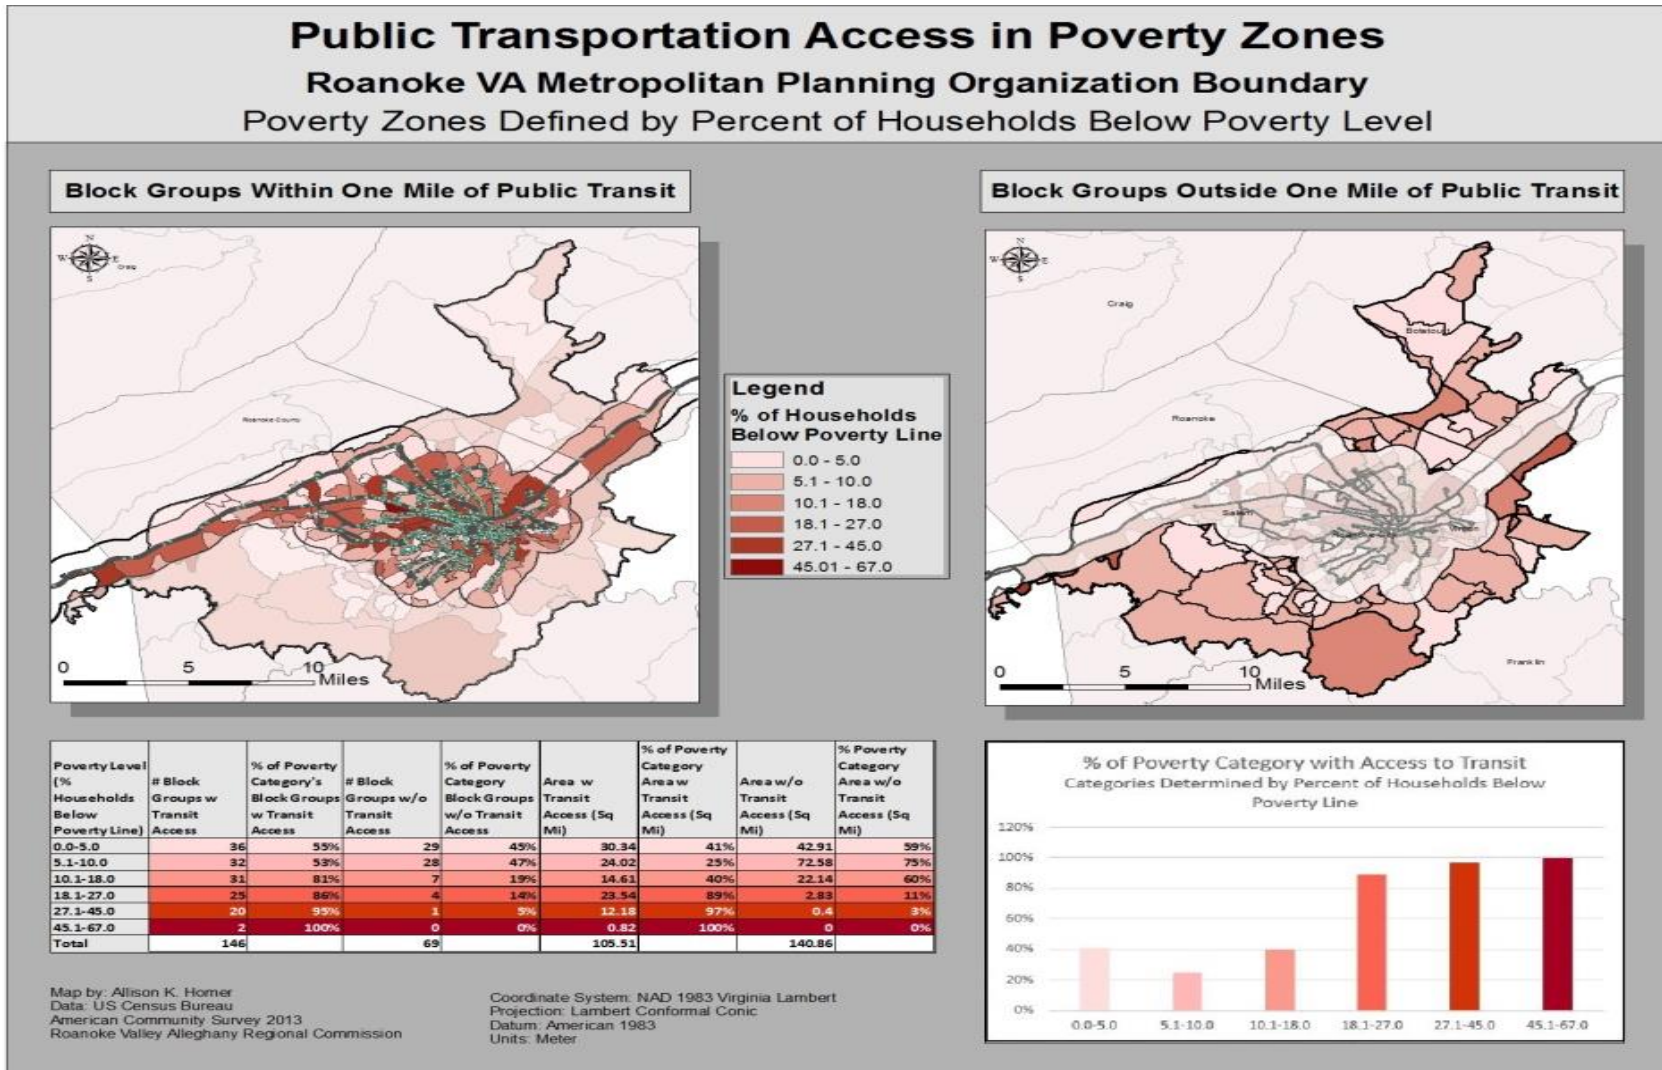 Public Transportation Access in Poverty Zones
Roanoke VA Metropolitan Planning Organization Boundary
Poverty Zones Defined by Percent of Households Below Poverty Level
Block Groups Within One Mile of Public Transit
N
W E
S
Craig
Roanoke County
0 5 10
Miles
Legend
% of Households
Below Poverty Line
0.0 - 5.0
5.1 - 10.0
10.1 - 18.0
18.1 - 27.0
27.1 - 45.0
45.01 - 67.0
Block Groups Outside One Mile of Public Transit
N
W E
S
Craig
Roanoke
Salem
Franklin
0 5 10
Miles
Poverty Level (% Households Below Poverty Line) | # Block Groups w Transit Access | % of Poverty Category's Block Groups w Transit Access | # Block Groups w/o Transit Access | % of Poverty Category Block Groups w/o Transit Access | Area w Transit Access (Sq Mi) | % of Poverty Category Area w Transit Access (Sq Mi) | Area w/o Transit Access (Sq Mi) | % Poverty Category Area w/o Transit Access (Sq Mi)
0.0-5.0 36 55% 29 45% 30.34 41% 42.91 59%
5.1-10.0 32 53% 28 47% 24.02 25% 72.58 75%
10.1-18.0 31 81% 7 19% 14.61 40% 22.14 60%
18.1-27.0 25 86% 4 14% 23.54 89% 2.83 11%
27.1-45.0 20 95% 1 5% 12.18 97% 0.4 3%
45.1-67.0 2 100% 0 0% 0.82 100% 0 0%
Total 146 69 105.51 140.86
% of Poverty Category with Access to Transit
Categories Determined by Percent of Households Below
Poverty Line
120%
100%
80%
60%
40%
20%
0%
0.0-5.0 5.1-10.0 10.1-18.0 18.1-27.0 27.1-45.0 45.1-67.0
Map by: Allison K. Homer
Data: US Census Bureau
American Community Survey 2013
Roanoke Valley Alleghany Regional Commission
Coordinate System: NAD 1983 Virginia Lambert
Projection: Lambert Conformal Conic
Datum: American 1983
Units: Meter